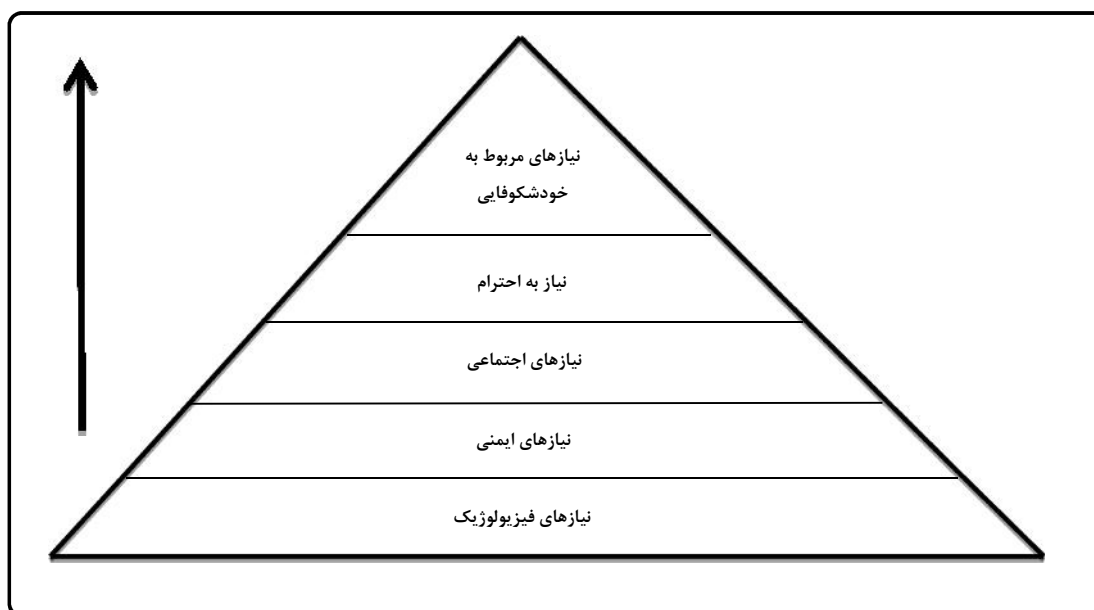 نیازهای مربوط به
خودشکوفایی
نیاز به احترام
نیازهای اجتماعی
نیازهای ایمنی
نیازهای فیزیولوژیک